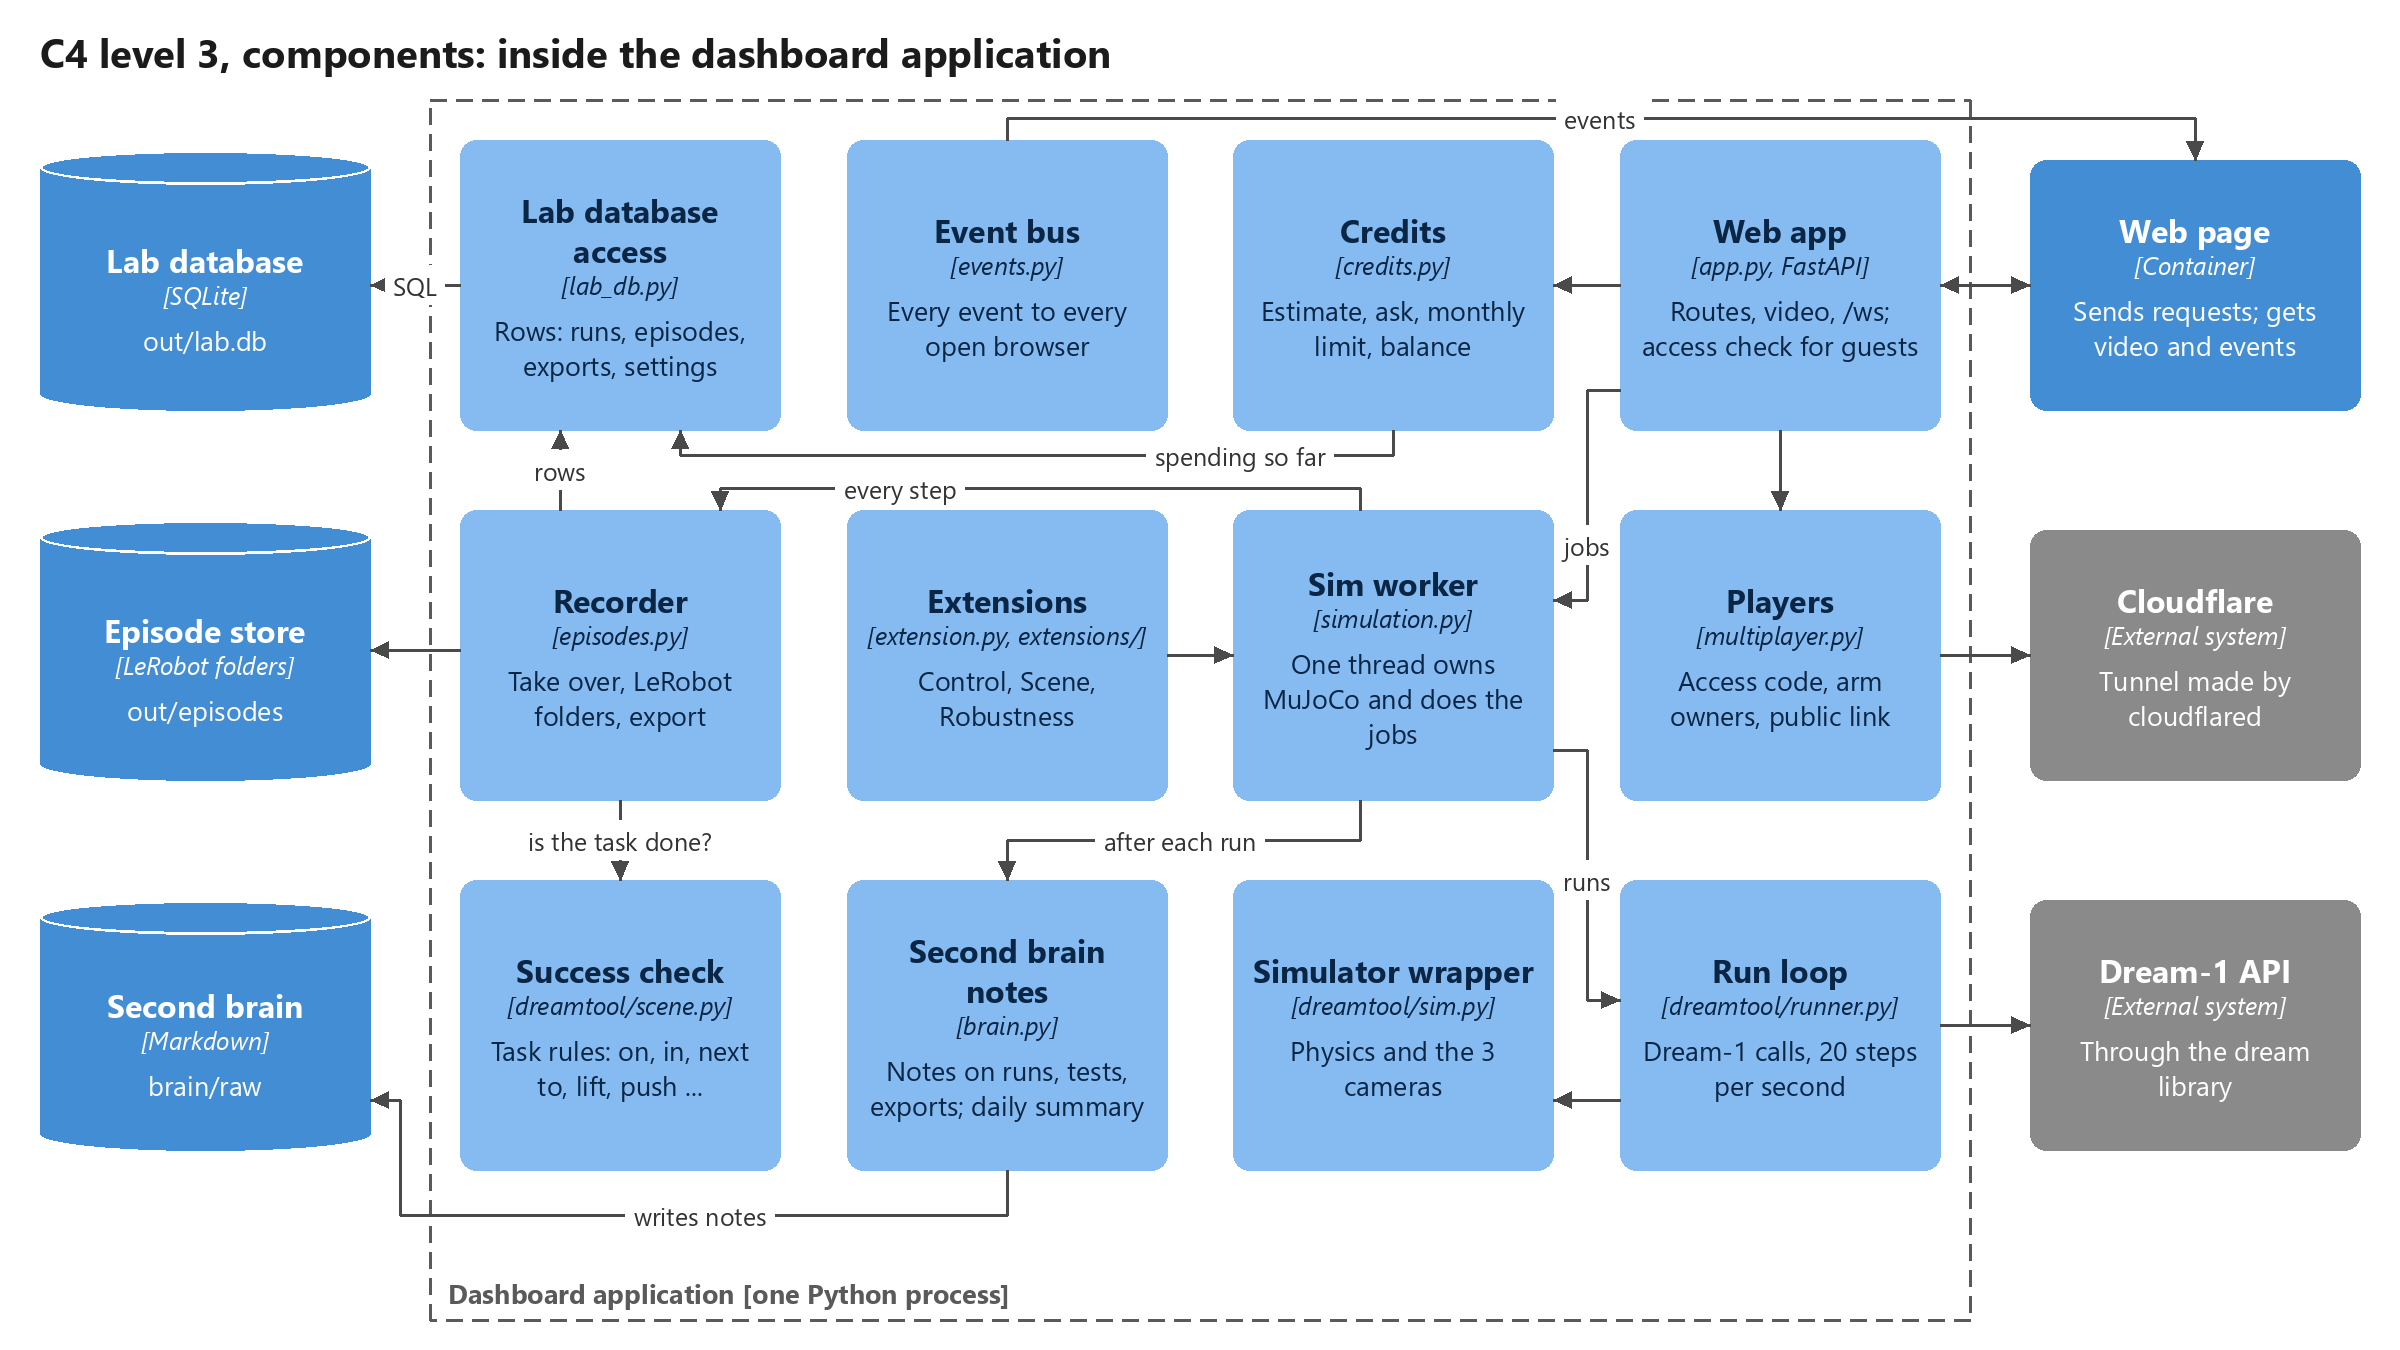 C4 level 3, components: inside the dashboard application
events
Lab database
[SQLite]
out/lab.db
SQL
Lab database
access
[lab_db.py]
Rows: runs, episodes,
exports, settings
Event bus
[events.py]
Every event to every
open browser
Credits
[credits.py]
Estimate, ask, monthly
limit, balance
Web app
[app.py, FastAPI]
Routes, video, /ws;
access check for guests
Web page
[Container]
Sends requests; gets
video and events
rows
spending so far
every step
jobs
Episode store
[LeRobot folders]
out/episodes
Recorder
[episodes.py]
Take over, LeRobot
folders, export
Extensions
[extension.py, extensions/]
Control, Scene,
Robustness
Sim worker
[simulation.py]
One thread owns
MuJoCo and does the
jobs
Players
[multiplayer.py]
Access code, arm
owners, public link
Cloudflare
[External system]
Tunnel made by
cloudflared
is the task done?
after each run
runs
Second brain
[Markdown]
brain/raw
Success check
[dreamtool/scene.py]
Task rules: on, in, next
to, lift, push ...
Second brain
notes
[brain.py]
Notes on runs, tests,
exports; daily summary
Simulator wrapper
[dreamtool/sim.py]
Physics and the 3
cameras
Run loop
[dreamtool/runner.py]
Dream-1 calls, 20 steps
per second
Dream-1 API
[External system]
Through the dream
library
writes notes
Dashboard application [one Python process]